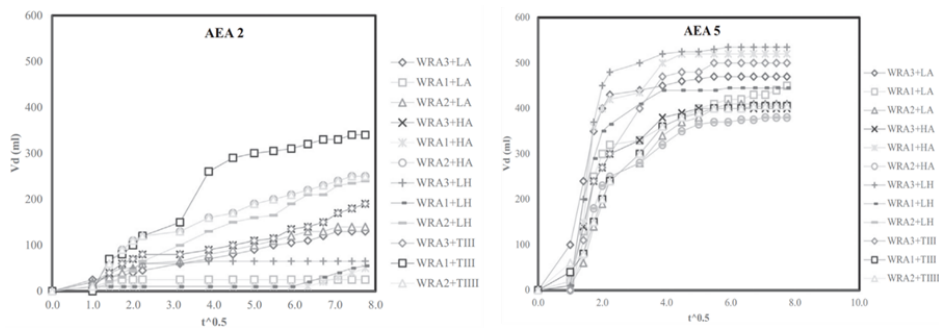 AEA 2
600
500
400
300
200
100
0
Vd (ml)
0.0 1.0 2.0 3.0 4.0 5.0 6.0 7.0 8.0
t^0.5
WRA3+LA
WRA1+LA
WRA2+LA
WRA3+HA
WRA1+HA
WRA2+HA
WRA3+LH
WRA1+LH
WRA2+LH
WRA3+TIII
WRA1+TIII
WRA2+TIIII
AEA 5
600
500
400
300
200
100
0
Vd (ml)
0.0 2.0 4.0 6.0 8.0 10.0
t^0.5
WRA3+LA
WRA1+LA
WRA2+LA
WRA3+HA
WRA1+HA
WRA2+HA
WRA3+LH
WRA1+LH
WRA2+LH
WRA3+TIII
WRA1+TIII
WRA2+TIII